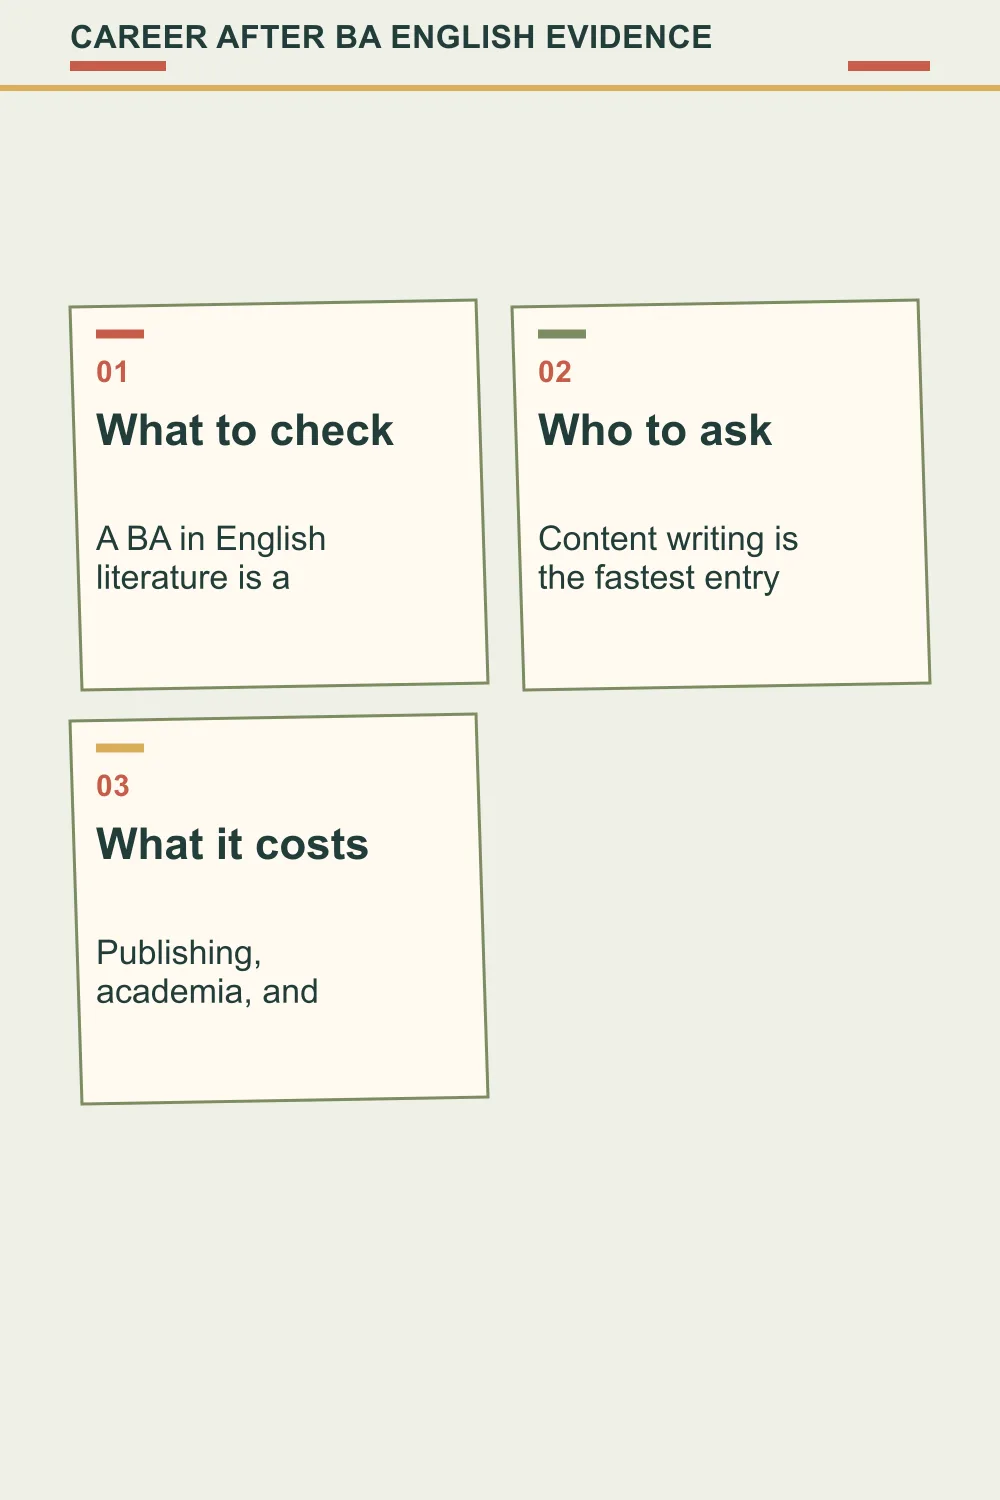 CAREER AFTER BA ENGLISH EVIDENCE
01
What to check
A BA in English
literature is a
02
Who to ask
Content writing is
the fastest entry
03
What it costs
Publishing,
academia, and